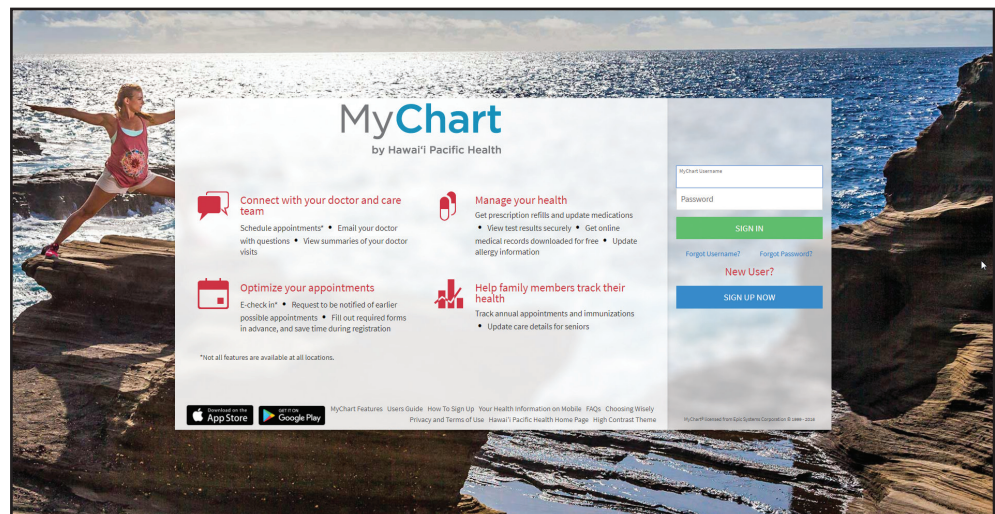 MyChart
by Hawai'i Pacific Health
Connect with your doctor and care
team
Schedule appointments* • Email your doctor
with questions • View summaries of your doctor
visits
Manage your health
Get prescription refills and update medications
• View test results securely • Get online
medical records downloaded for free • Update
allergy information
Optimize your appointments
E-check in* • Request to be notified of earlier
possible appointments • Fill out required forms
in advance, and save time during registration
Help family members track their
health
Track annual appointments and immunizations
• Update care details for seniors
*Not all features are available at all locations.
Download on the
App Store
GET IT ON
Google Play
MyChart Features Users Guide How To Sign Up Your Health Information on Mobile FAQs Choosing Wisely
Privacy and Terms of Use Hawai'i Pacific Health Home Page High Contrast Theme
MyChart Username
Password
SIGN IN
Forgot Username? Forgot Password?
New User?
SIGN UP NOW
MyChart® licensed from Epic Systems Corporation © 1999 - 2018